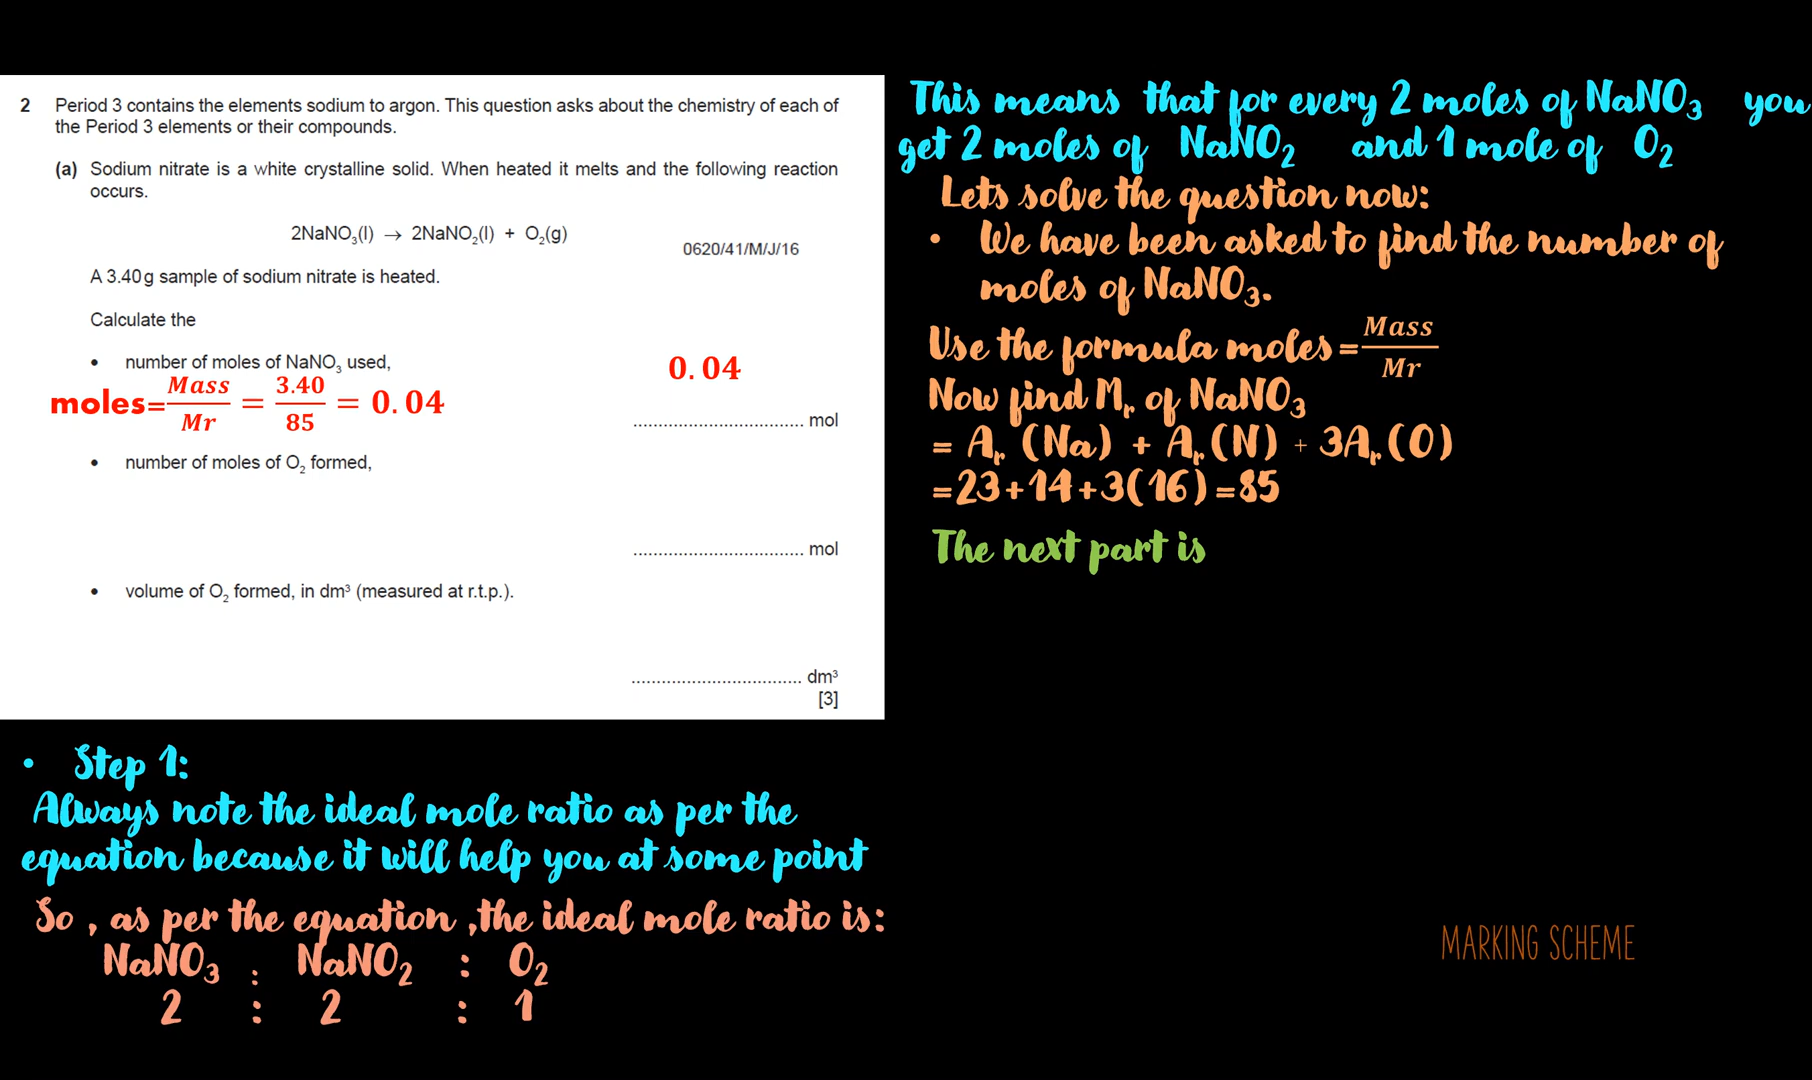 2 Period 3 contains the elements sodium to argon. This question asks about the chemistry of each of
the Period 3 elements or their compounds.
(a) Sodium nitrate is a white crystalline solid. When heated it melts and the following reaction
occurs.
2NaNO₃(l) → 2NaNO₂(l) + O₂(g)
0620/41/M/J/16
A 3.40g sample of sodium nitrate is heated.
Calculate the
• number of moles of NaNO₃ used,
0.04
moles=Mass/Mr = 3.40/85 = 0.04
.................................. mol
• number of moles of O₂ formed,
.................................. mol
• volume of O₂ formed, in dm³ (measured at r.t.p.).
.................................. dm³
[3]
• Step 1:
Always note the ideal mole ratio as per the
equation because it will help you at some point
So , as per the equation ,the ideal mole ratio is:
NaNO₃ : NaNO₂ : O₂
2 : 2 : 1
This means that for every 2 moles of NaNO₃ you
get 2 moles of NaNO₂ and 1 mole of O₂
Lets solve the question now:
• We have been asked to find the number of
moles of NaNO₃.
Use the formula moles=Mass/Mr
Now find Mᵣ of NaNO₃
= Aᵣ (Na) + Aᵣ (N) + 3Aᵣ (O)
=23+14+3(16)=85
The next part is
MARKING SCHEME